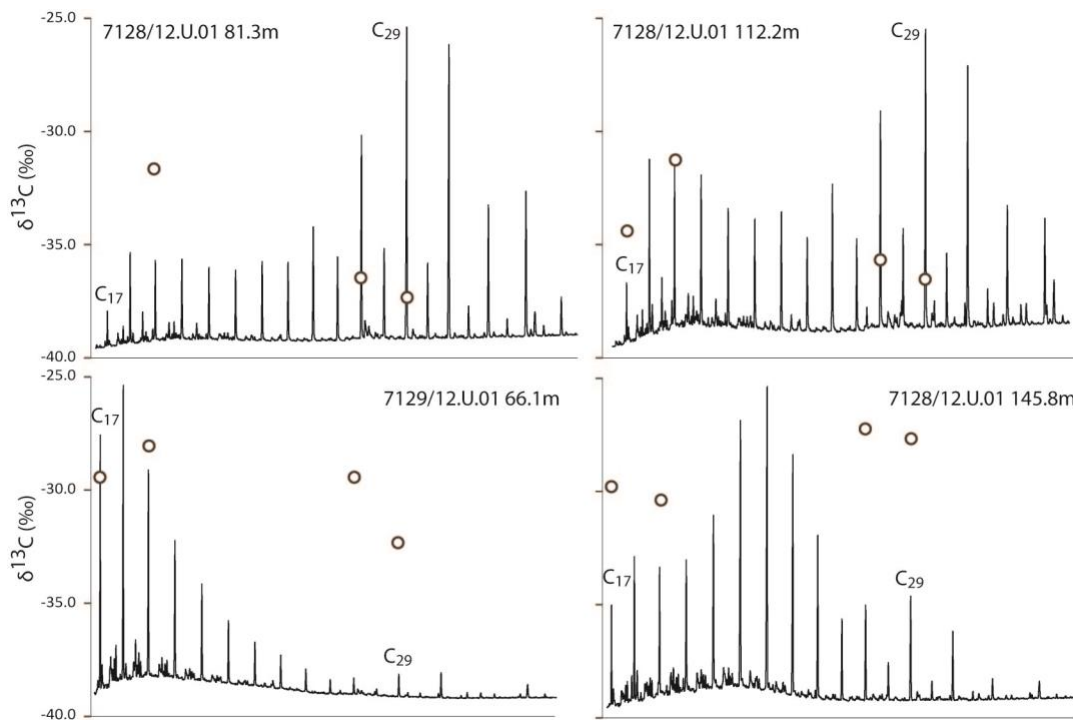 -25.0
7128/12.U.01 81.3m
C₂₉
-30.0
-35.0
C₁₇
-40.0
δ¹³C (‰)
7128/12.U.01 112.2m
C₂₉
C₁₇
-25.0
C₁₇
7129/12.U.01 66.1m
-30.0
-35.0
C₂₉
-40.0
δ¹³C (‰)
7128/12.U.01 145.8m
C₁₇
C₂₉